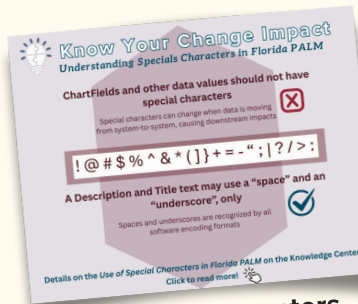 Know Your Change Impact
Understanding Specials Characters in Florida PALM
ChartFields and other data values should not have
special characters
Special characters can change when data is moving
from system-to-system, causing downstream impacts
! @ # $ % ^ & * ( ] } + = - “ ; | ? / > :
A Description and Title text may use a “space” and an
“underscore”, only
Spaces and underscores are recognized by all
software encoding formats
Details on the Use of Special Characters in Florida PALM on the Knowledge Center
Click to read more!